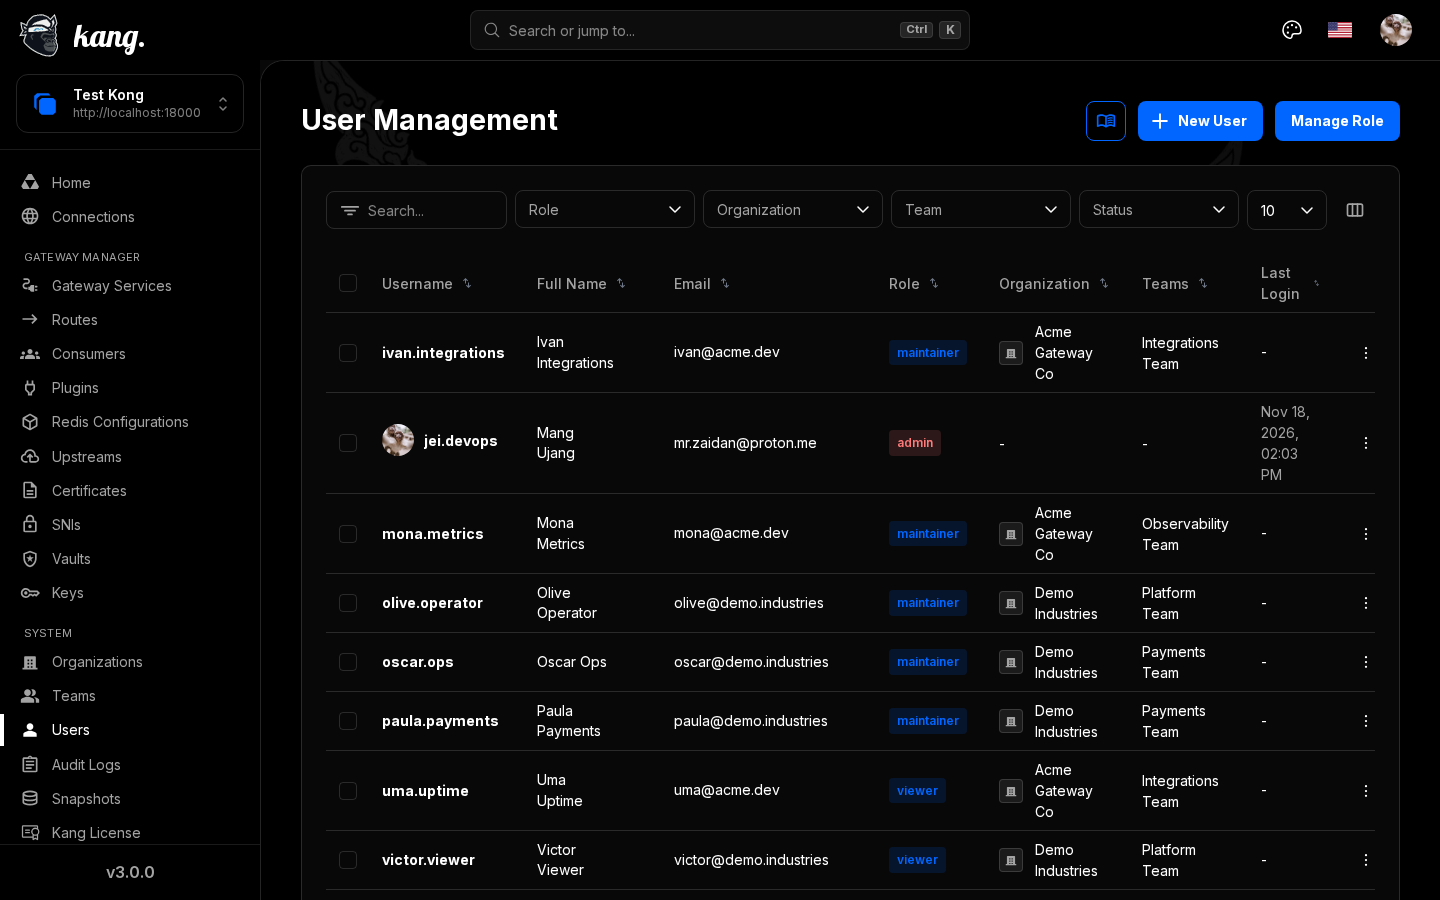 kang.
Search or jump to...
Ctrl K
Test Kong
http://localhost:18000
Home
Connections
GATEWAY MANAGER
Gateway Services
Routes
Consumers
Plugins
Redis Configurations
Upstreams
Certificates
SNIs
Vaults
Keys
SYSTEM
Organizations
Teams
Users
Audit Logs
Snapshots
Kang License
v3.0.0
User Management
New User
Manage Role
Search...
Role
Organization
Team
Status
10
Username
Full Name
Email
Role
Organization
Teams
Last
Login
ivan.integrations
Ivan
Integrations
ivan@acme.dev
maintainer
Acme
Gateway
Co
Integrations
Team
-
jei.devops
Mang
Ujang
mr.zaidan@proton.me
admin
-
-
Nov 18,
2026,
02:03
PM
mona.metrics
Mona
Metrics
mona@acme.dev
maintainer
Acme
Gateway
Co
Observability
Team
-
olive.operator
Olive
Operator
olive@demo.industries
maintainer
Demo
Industries
Platform
Team
-
oscar.ops
Oscar Ops
oscar@demo.industries
maintainer
Demo
Industries
Payments
Team
-
paula.payments
Paula
Payments
paula@demo.industries
maintainer
Demo
Industries
Payments
Team
-
uma.uptime
Uma
Uptime
uma@acme.dev
viewer
Acme
Gateway
Co
Integrations
Team
-
victor.viewer
Victor
Viewer
victor@demo.industries
viewer
Demo
Industries
Platform
Team
-